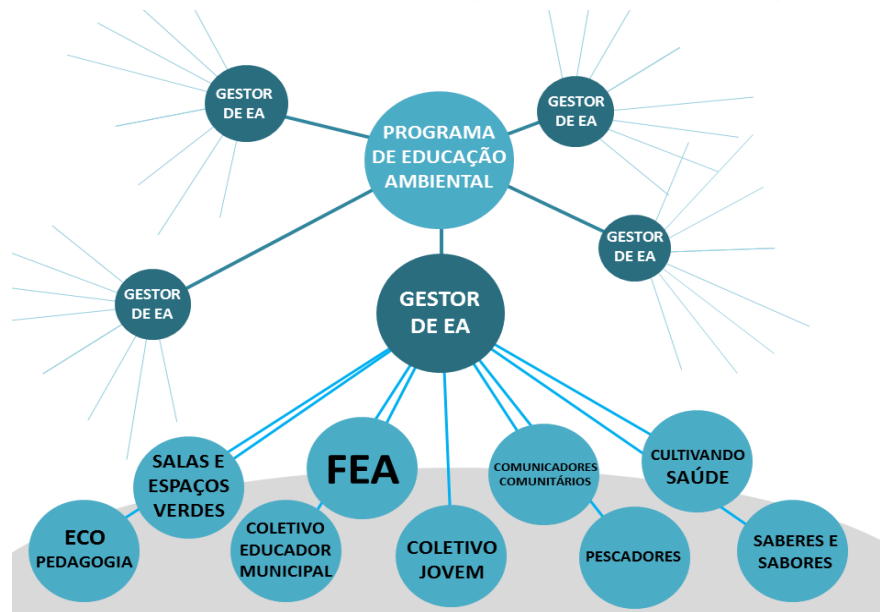 GESTOR
DE EA
PROGRAMA
DE EDUCAÇÃO
AMBIENTAL
GESTOR
DE EA
GESTOR
DE EA
GESTOR
DE EA
GESTOR
DE EA
SALAS E
ESPAÇOS
VERDES
FEA
COMUNICADORES
COMUNITÁRIOS
CULTIVANDO
SAÚDE
ECO
PEDAGOGIA
COLETIVO
EDUCADOR
MUNICIPAL
COLETIVO
JOVEM
PESCADORES
SABERES E
SABORES